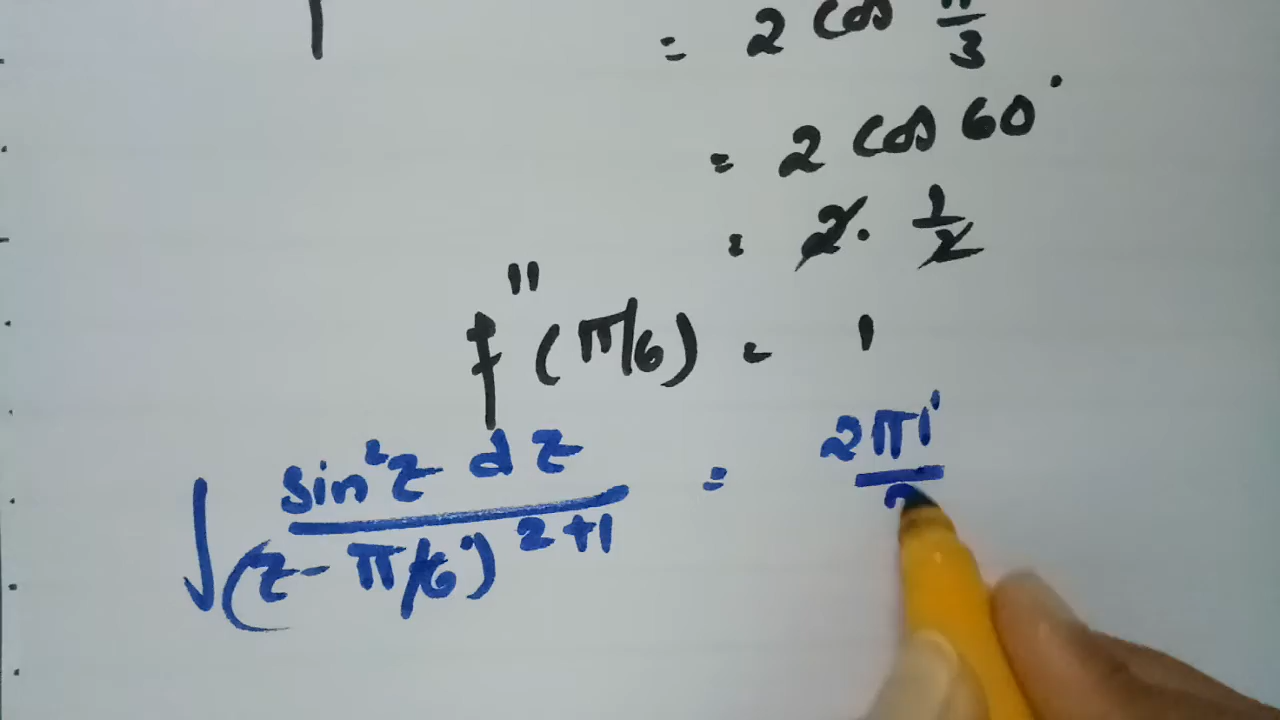 = 2 cos π/3
= 2 cos 60°
= 2 · 1/2
f''(π/6) = 1
∫ sin²z dz / (z - π/6)^2+1 = 2πi /